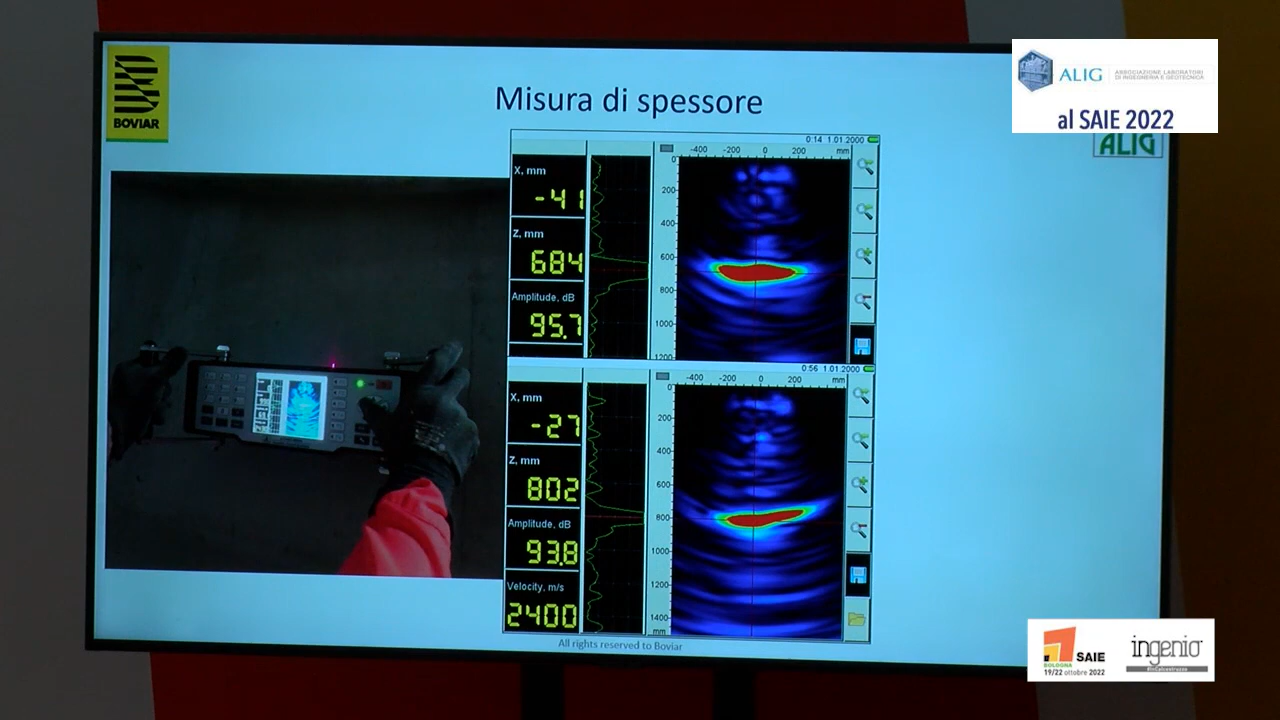 BOVIAR
Misura di spessore
ALIG
ASSOCIAZIONE LABORATORI
DI INGEGNERIA E GEOTECNICA
al SAIE 2022
ALIG
0:14 1.01.2000
-400 -200 0 200 mm
X, mm
-41
Z, mm
684
Amplitude, dB
95.7
0
200
400
600
800
1000
1200
0:56 1.01.2000
-400 -200 0 200 mm
X, mm
-27
Z, mm
802
Amplitude, dB
93.8
Velocity, m/s
2400
0
200
400
600
800
1000
1200
1400
mm
All rights reserved to Boviar
SAIE
BOLOGNA
19/22 ottobre 2022
ingenio
#inCalcestruzzo